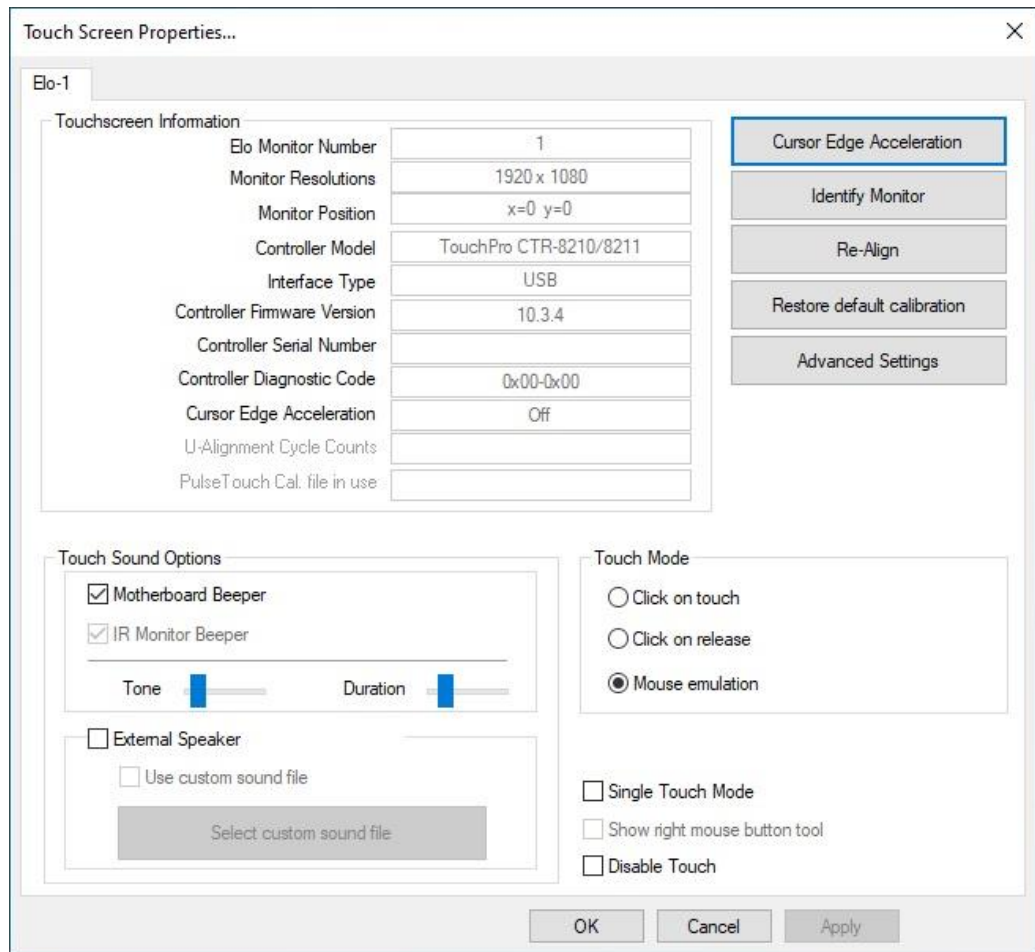 Touch Screen Properties...
Elo-1
Touchscreen Information
Elo Monitor Number 1
Monitor Resolutions 1920 x 1080
Monitor Position x=0 y=0
Controller Model TouchPro CTR-8210/8211
Interface Type USB
Controller Firmware Version 10.3.4
Controller Serial Number
Controller Diagnostic Code 0x00-0x00
Cursor Edge Acceleration Off
U-Alignment Cycle Counts
PulseTouch Cal. file in use
Cursor Edge Acceleration
Identify Monitor
Re-Align
Restore default calibration
Advanced Settings
Touch Sound Options
Motherboard Beeper
IR Monitor Beeper
Tone Duration
External Speaker
Use custom sound file
Select custom sound file
Touch Mode
Click on touch
Click on release
Mouse emulation
Single Touch Mode
Show right mouse button tool
Disable Touch
OK Cancel Apply